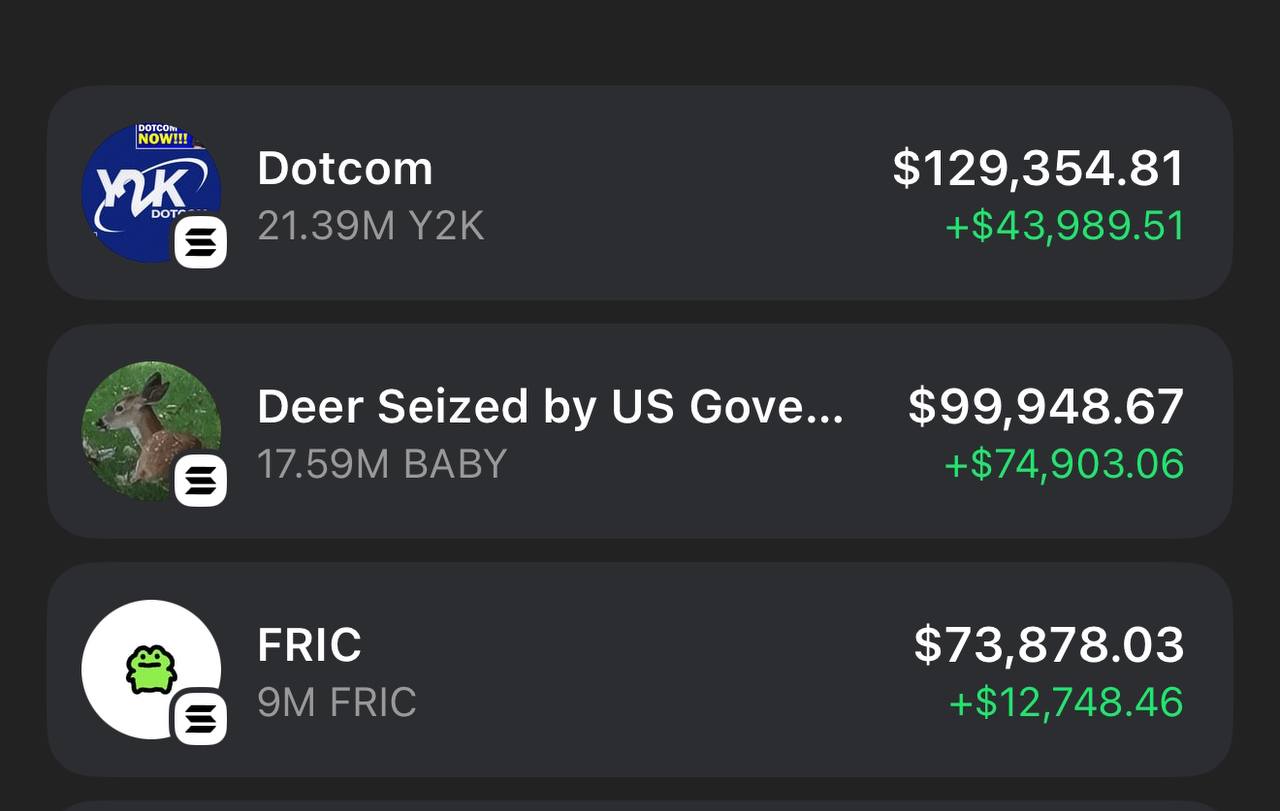 DOTCOM
NOW!!!
Y2K
Dotcom
$129,354.81
21.39M Y2K
+$43,989.51
Deer Seized by US Gove...
$99,948.67
17.59M BABY
+$74,903.06
FRIC
$73,878.03
9M FRIC
+$12,748.46